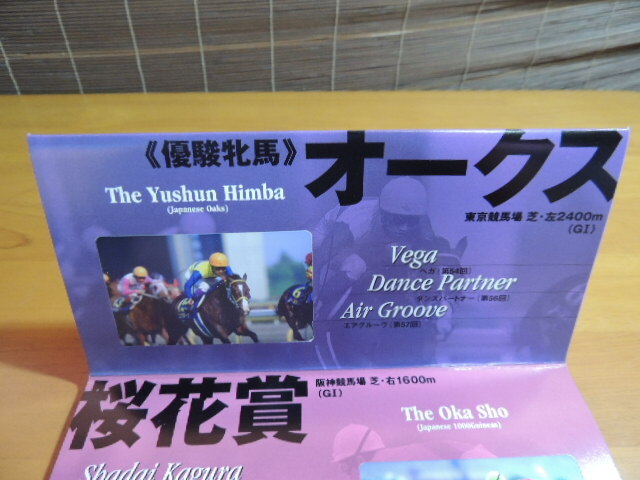 《優駿牝馬》オークス
The Yushun Himba
(Japanese Oaks)
東京競馬場 芝・左2400m
(GI)
Vega
ベガ(第54回)
Dance Partner
ダンスパートナー(第56回)
Air Groove
エアグルーヴ(第57回)
桜花賞
阪神競馬場 芝・右1600m
(GI)
The Oka Sho
(Japanese 1000Guineas)
Shadai Kagura